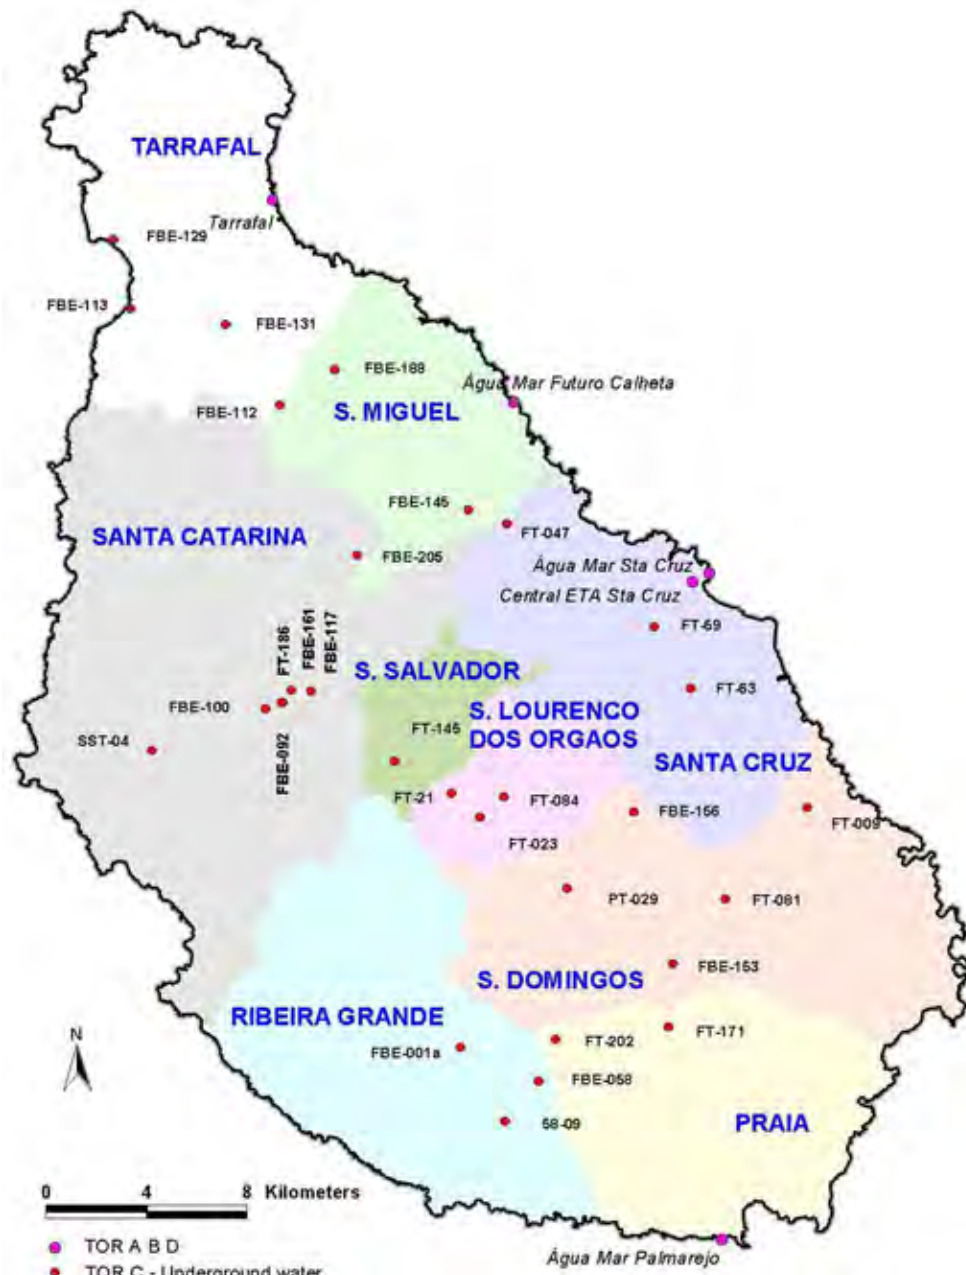 TARRAFAL
Tarrafal
FBE-129
FBE-113
FBE-131
FBE-188
Água Mar Futuro Calheta
FBE-112
S. MIGUEL
FBE-145
FT-047
SANTA CATARINA
FBE-205
Água Mar Sta Cruz
Central ETA Sta Cruz
FT-69
FT-186
FBE-161
FBE-117
S. SALVADOR
FT-63
FBE-100
S. LOURENCO
DOS ORGAOS
SST-04
FBE-092
FT-145
SANTA CRUZ
FT-21
FT-084
FBE-156
FT-009
FT-023
PT-029
FT-081
FBE-153
S. DOMINGOS
RIBEIRA GRANDE
N
FBE-001a
FT-202
FT-171
FBE-058
58-09
PRAIA
0 4 8 Kilometers
TOR A B D
TOR C - Underground water
Água Mar Palmarejo